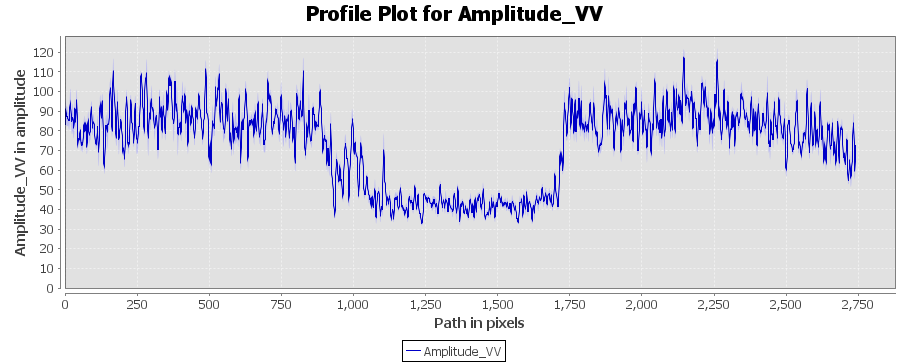 Profile Plot for Amplitude_VV
Amplitude_VV in amplitude
120
110
100
90
80
70
60
50
40
30
20
10
0
0 250 500 750 1,000 1,250 1,500 1,750 2,000 2,250 2,500 2,750
Path in pixels
Amplitude_VV